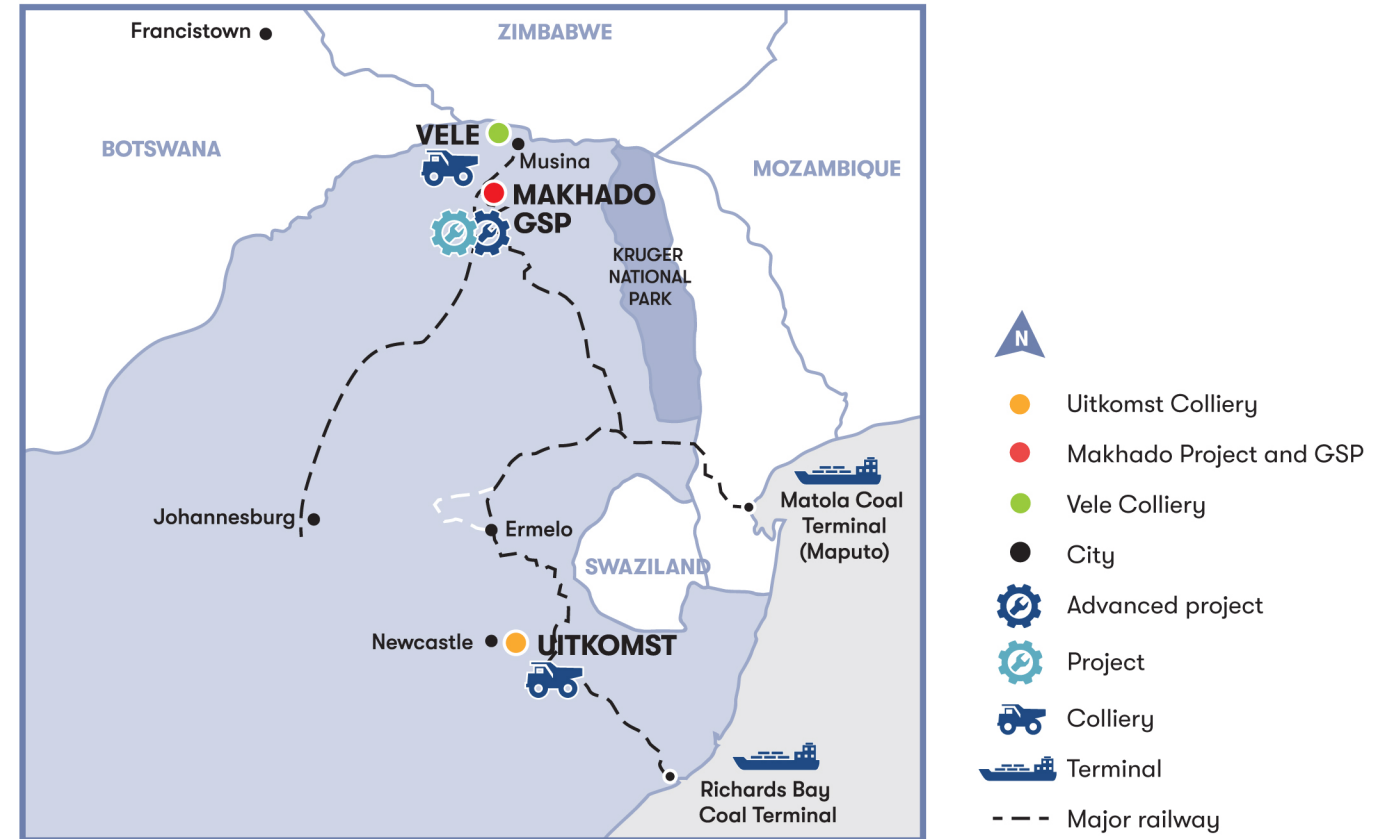 Francistown
ZIMBABWE
BOTSWANA
VELE
Musina
MOZAMBIQUE
MAKHADO
GSP
KRUGER
NATIONAL
PARK
Johannesburg
Ermelo
Matola Coal
Terminal
(Maputo)
SWAZILAND
Newcastle
UITKOMST
Richards Bay
Coal Terminal
N
Uitkomst Colliery
Makhado Project and GSP
Vele Colliery
City
Advanced project
Project
Colliery
Terminal
Major railway